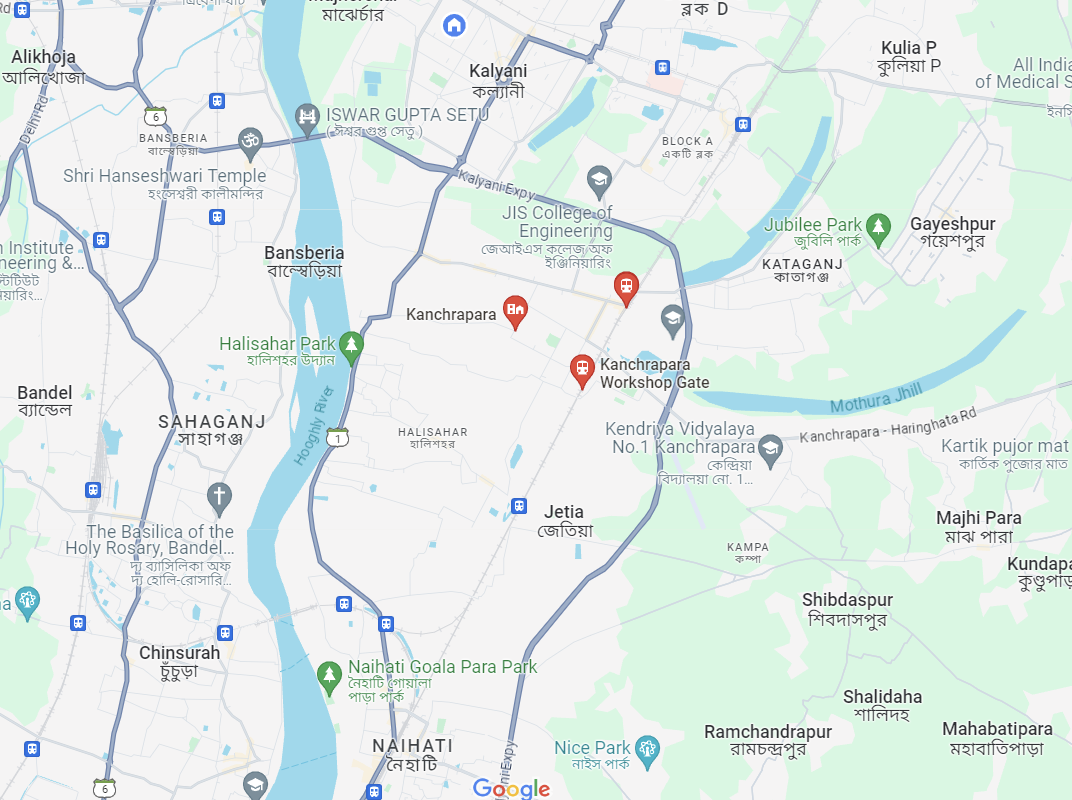 মাঝেচার
ব্লক D
Alikhoja
আলিখোজা
Kalyani
কল্যানী
Kulia P
কুলিয়া P
All India
of Medical S
Delhi Rd
6
ISWAR GUPTA SETU
( ঈশ্বর গুপ্ত সেতু )
BANSBERIA
বাল্বেড়িয়া
BLOCK A
একটি ব্লক
Shri Hanseshwari Temple
হংসেশ্বরী কালীমন্দির
Kalyani Expy
JIS College of
Engineering
জেআইএস কলেজ অফ
ইঞ্জিনিয়ারিং
Jubilee Park
জুবিলি পার্ক
Gayeshpur
গয়েশপুর
n Institute
neering &...
Bansberia
বাল্বেড়িয়া
KATAGANJ
কাতাগঞ্জ
Kanchrapara
Halisahar Park
হালিশহর উদ্যান
Kanchrapara
Workshop Gate
Bandel
ব্যান্ডেল
Hooghly River
Mothura Jhill
SAHAGANJ
সাহাগঞ্জ
1
HALISAHAR
হালিশহর
Kendriya Vidyalaya
No.1 Kanchrapara
কেন্দ্রিয়া
বিদ্যালয়া নো. 1...
Kanchrapara - Haringhata Rd
Kartik pujor mat
কার্তিক পুজোর মাত
Jetia
জেতিয়া
Majhi Para
মাঝ পারা
The Basilica of the
Holy Rosary, Bandel...
দ্য ব্যাসিলিকা অফ
দ্য হোলি-রোসারি...
KAMPA
কম্পা
Kundapa
কুণ্ডুপাড়
Shibdaspur
শিবদাসপুর
Chinsurah
চুঁচুড়া
Naihati Goala Para Park
নৈহাটি গোয়ালা
পাড়া পার্ক
Shalidaha
শালিদহ
Ramchandrapur
রামচন্দ্রপুর
Mahabatipara
মহাবাতিপাড়া
NAIHATI
নৈহাটি
Nice Park
নাইস পার্ক
6
Google